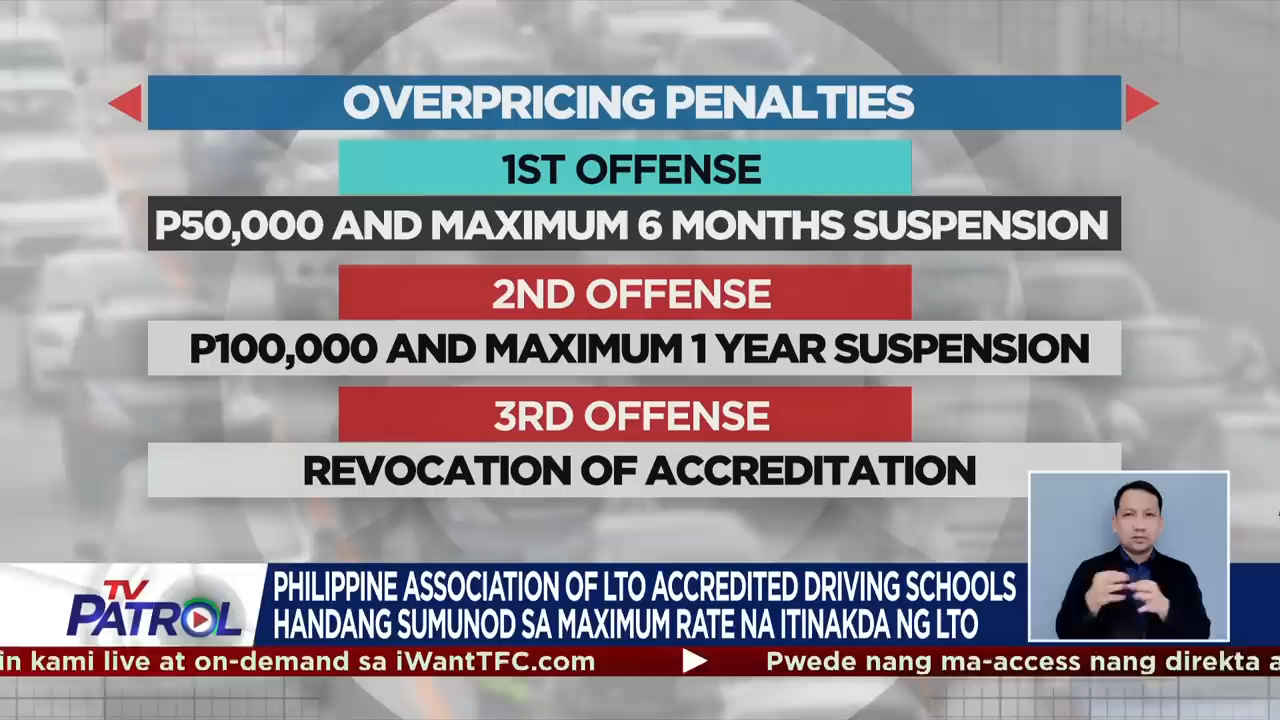 OVERPRICING PENALTIES
1ST OFFENSE
P50,000 AND MAXIMUM 6 MONTHS SUSPENSION
2ND OFFENSE
P100,000 AND MAXIMUM 1 YEAR SUSPENSION
3RD OFFENSE
REVOCATION OF ACCREDITATION
TV
PATROL
PHILIPPINE ASSOCIATION OF LTO ACCREDITED DRIVING SCHOOLS
HANDANG SUMUNOD SA MAXIMUM RATE NA ITINAKDA NG LTO
in kami live at on-demand sa iWantTFC.com Pwede nang ma-access nang direkta a